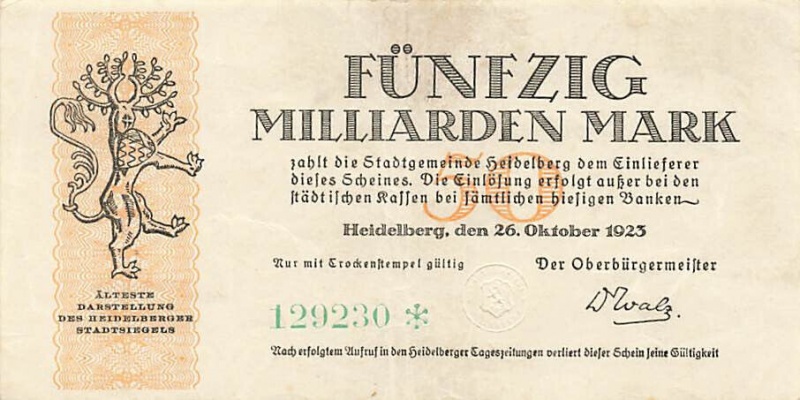 FÜNFZIG
MILLIARDEN MARK
50
zahlt die Stadtgemeinde Heidelberg dem Einlieferer
dieses Scheines. Die Einlösung erfolgt außer bei den
städtischen Kassen bei sämtlichen hiesigen Banken
Heidelberg, den 26. Oktober 1923
Nur mit Trockenstempel gültig
Der Oberbürgermeister
129230 *
D Walz.
Nach erfolgtem Aufruf in den Heidelberger Tageszeitungen verliert dieser Schein seine Gültigkeit
ÄLTESTE
DARSTELLUNG
DES HEIDELBERGER
STADTSIEGELS